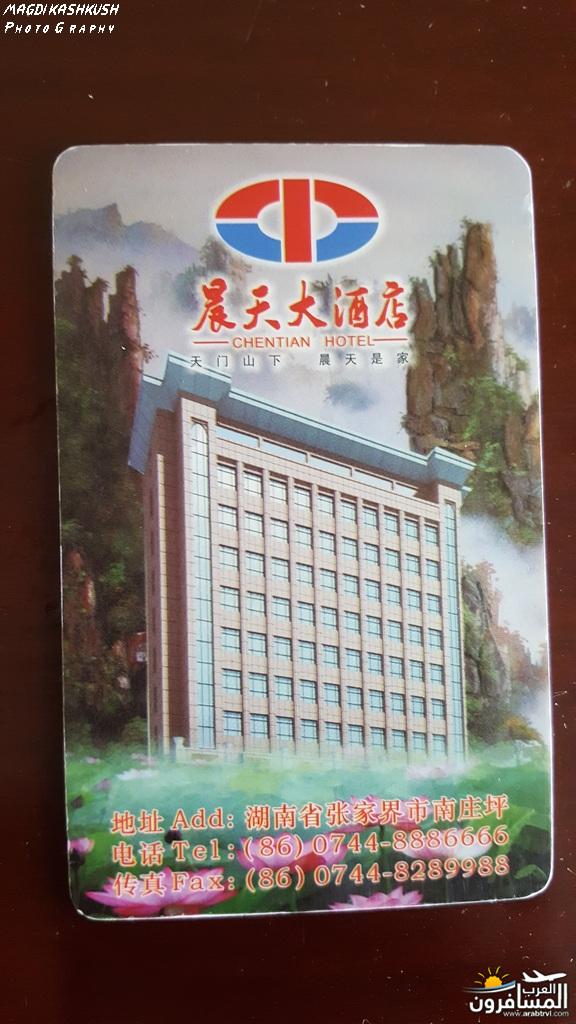 MAGDI KASHKUSH
PHOTOGRAPHY
晨天大酒店
CHENTIAN HOTEL
天门山下 晨天是家
地址 Add: 湖南省张家界市南庄坪
电话 Tel: (86) 0744-8886666
传真 Fax: (86) 0744-8289988
العرب
المسافرون
www.arabtrvl.com